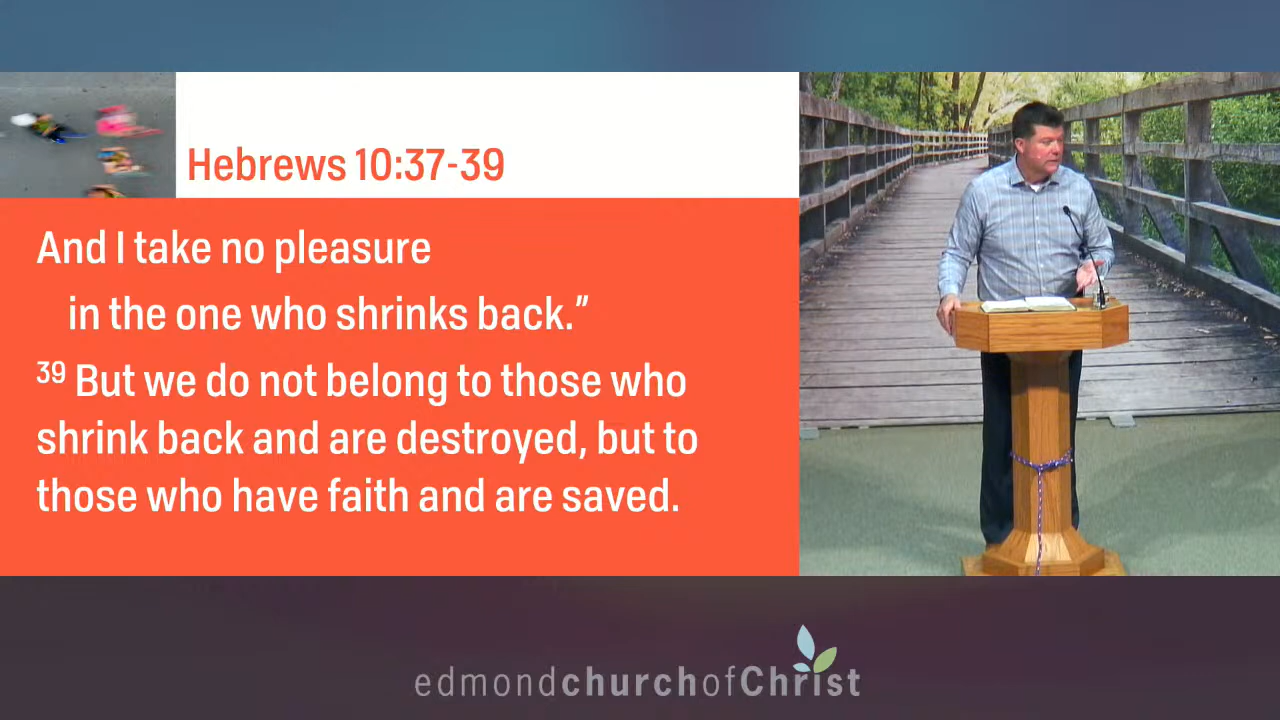 Hebrews 10:37-39
And I take no pleasure
in the one who shrinks back.”
39 But we do not belong to those who
shrink back and are destroyed, but to
those who have faith and are saved.
edmondchurchofChrist